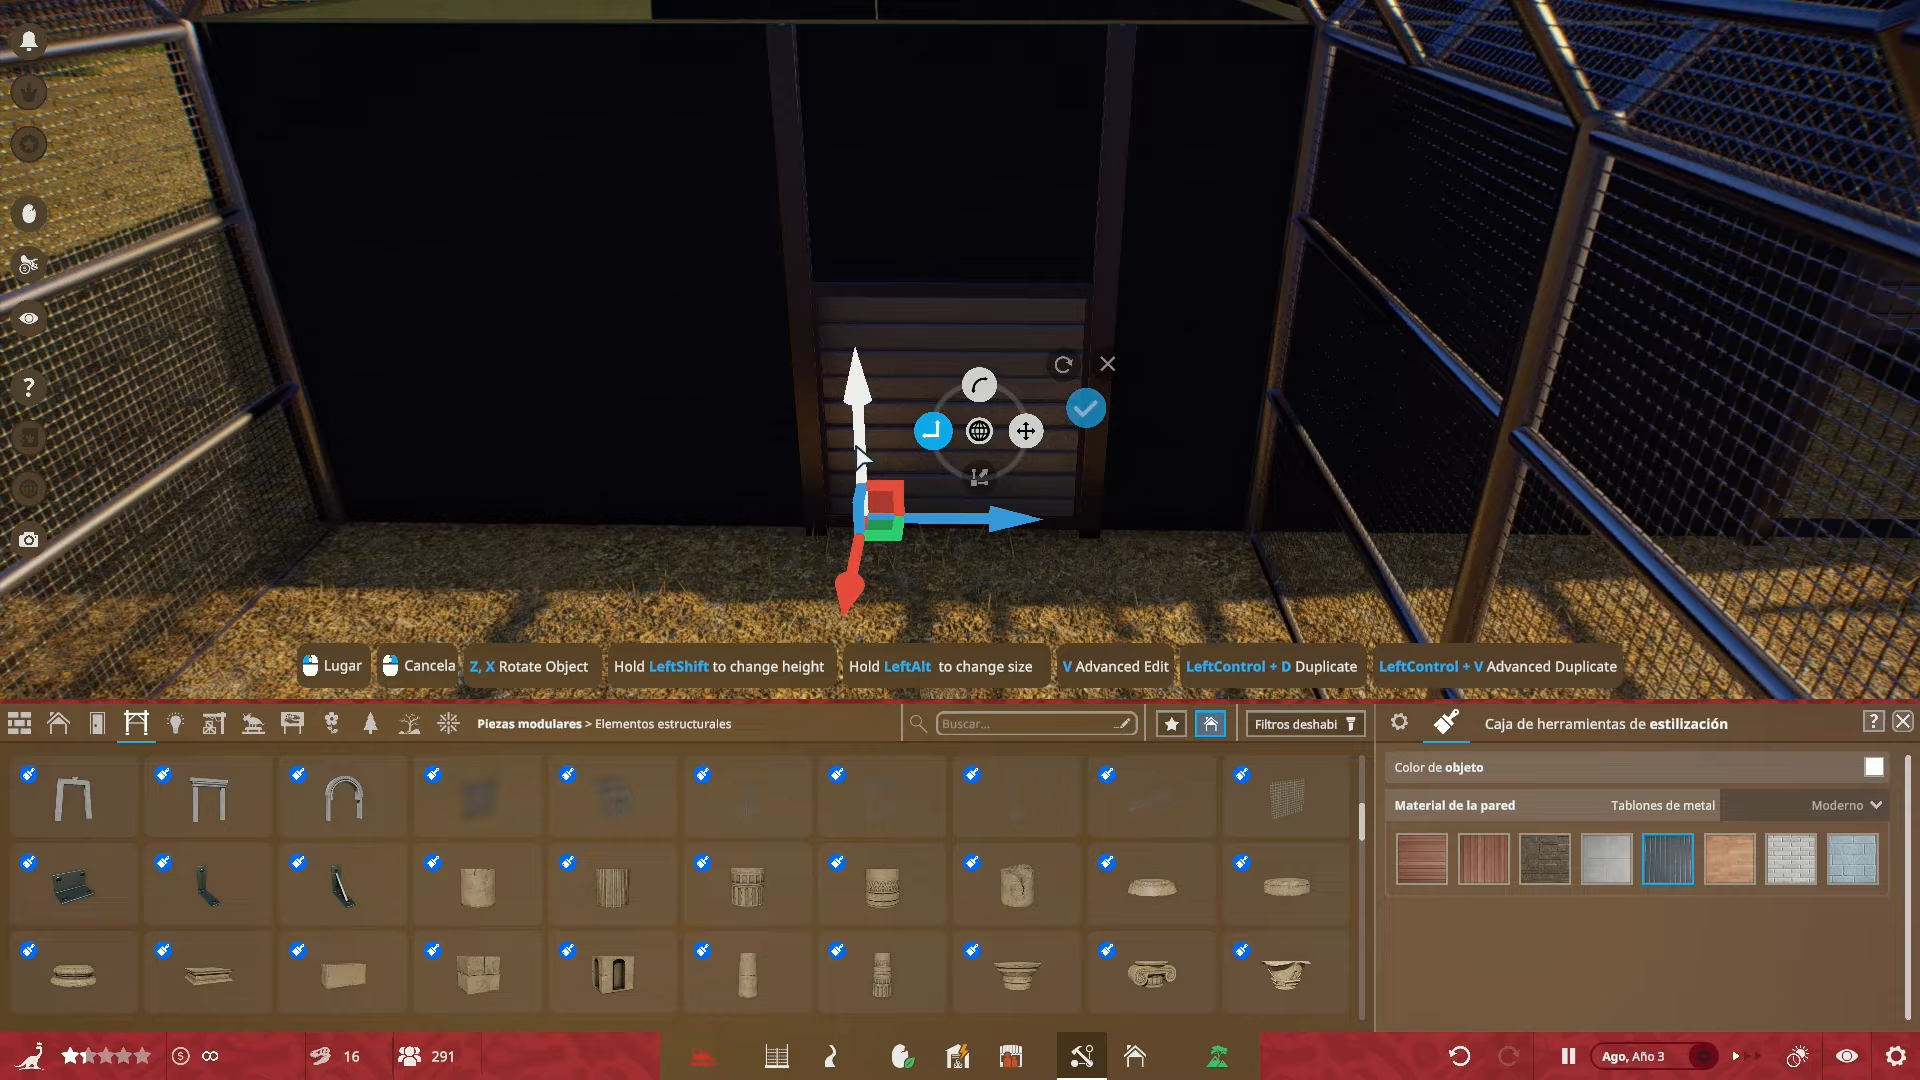 Lugar
Cancela
Z, X Rotate Object
Hold LeftShift to change height
Hold LeftAlt to change size
V Advanced Edit
LeftControl + D Duplicate
LeftControl + V Advanced Duplicate
Piezas modulares > Elementos estructurales
Buscar...
Filtros deshabi
Caja de herramientas de estilización
?
Color de objeto
Material de la pared
Tablones de metal
Moderno
∞
16
291
Ago, Año 3